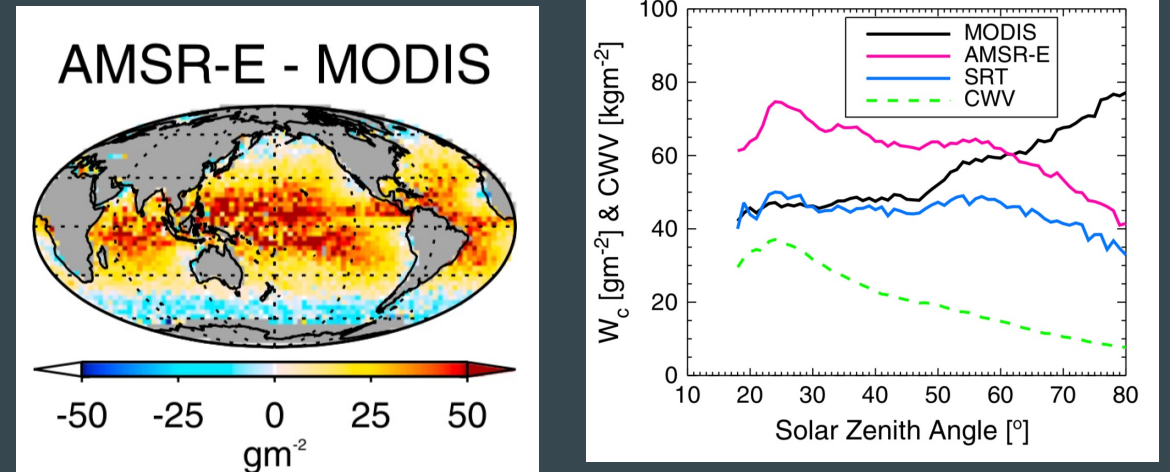 AMSR-E - MODIS
-50 -25 0 25 50
gm⁻²
100
80
60
40
20
0
W_c [gm⁻²] & CWV [kgm⁻²]
MODIS
AMSR-E
SRT
CWV
10 20 30 40 50 60 70 80
Solar Zenith Angle [°]